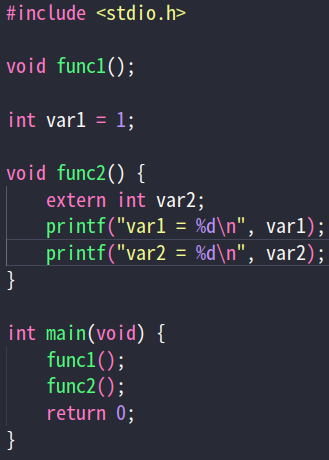 #include <stdio.h>
void func1();
int var1 = 1;
void func2() {
extern int var2;
printf("var1 = %d\n", var1);
printf("var2 = %d\n", var2);
}
int main(void) {
func1();
func2();
return 0;
}